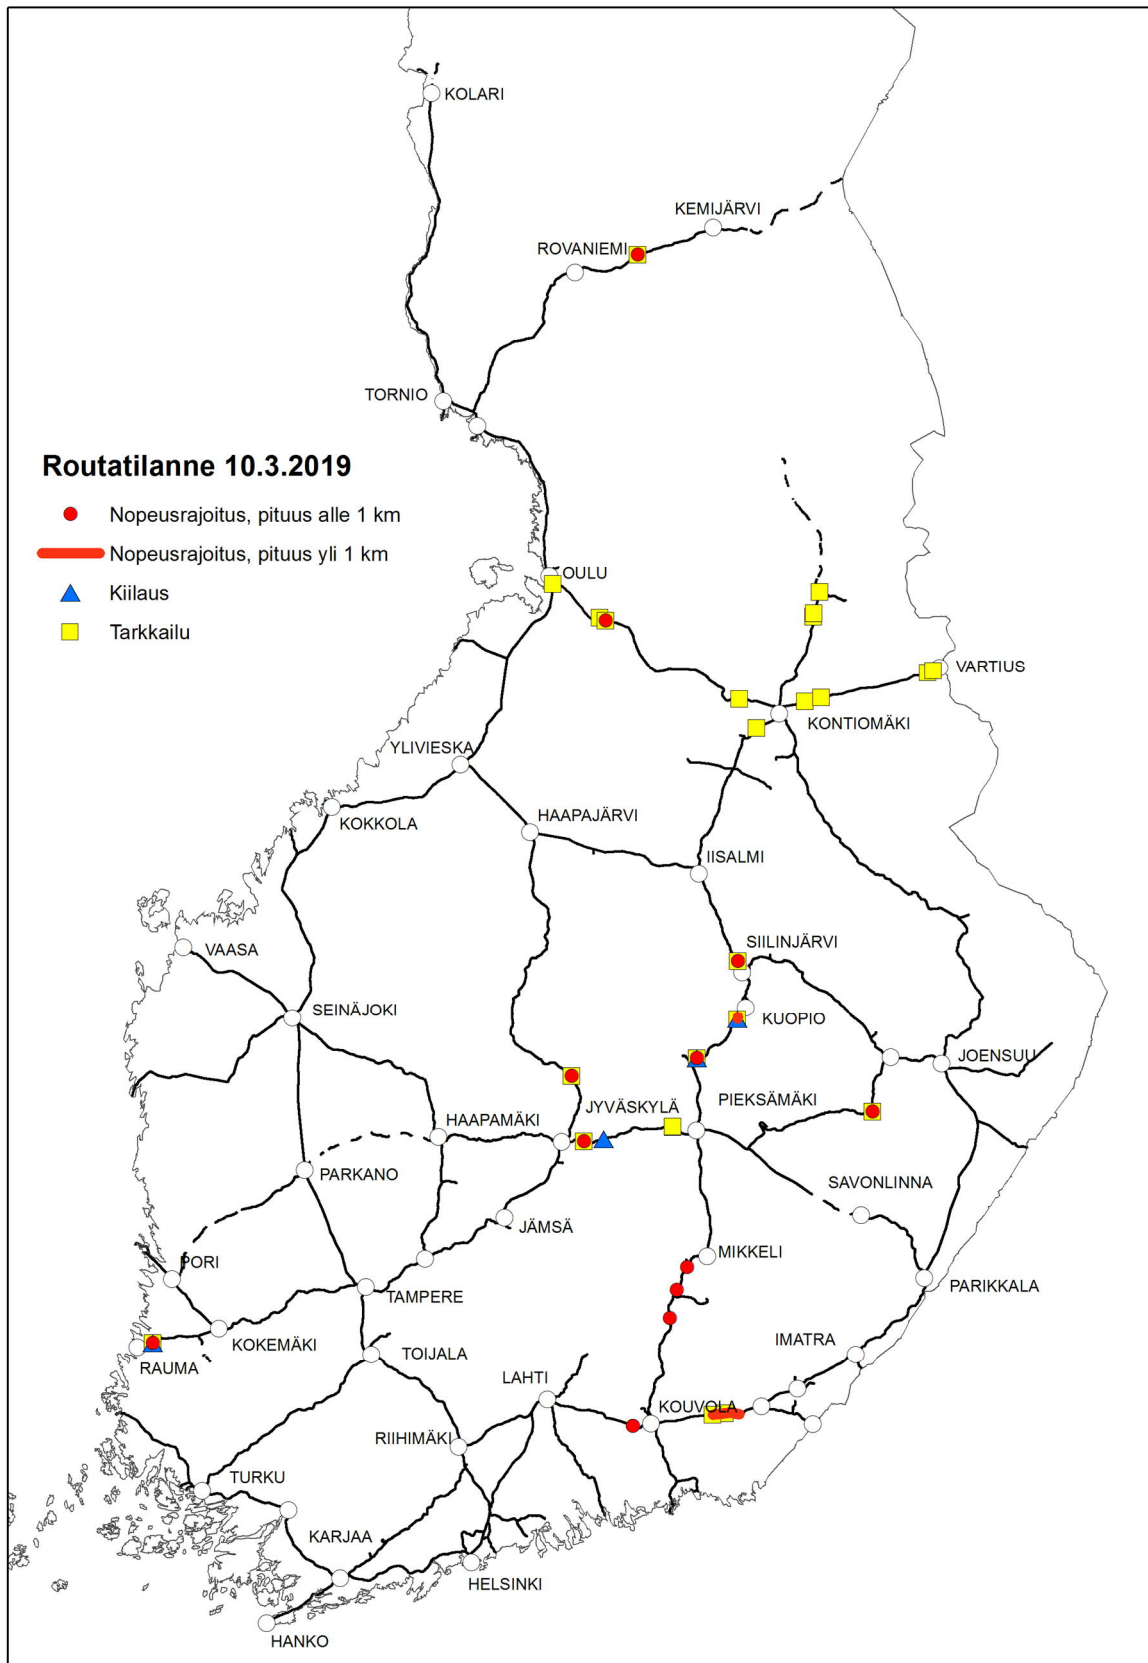 KOLARI
KEMIJÄRVI
ROVANIEMI
TORNIO
Routatilanne 10.3.2019
Nopeusrajoitus, pituus alle 1 km
Nopeusrajoitus, pituus yli 1 km
Kiilaus
Tarkkailu
OULU
VARTIUS
KONTIOMÄKI
YLIVIESKA
KOKKOLA
HAAPAJÄRVI
IISALMI
VAASA
SIILINJÄRVI
SEINÄJOKI
KUOPIO
JOENSUU
PIEKSÄMÄKI
JYVÄSKYLÄ
HAAPAMÄKI
PARKANO
SAVONLINNA
JÄMSÄ
MIKKELI
PORI
PARIKKALA
TAMPERE
KOKEMÄKI
IMATRA
RAUMA
TOIJALA
LAHTI
KOUVOLA
RIIHIMÄKI
TURKU
KARJAA
HELSINKI
HANKO